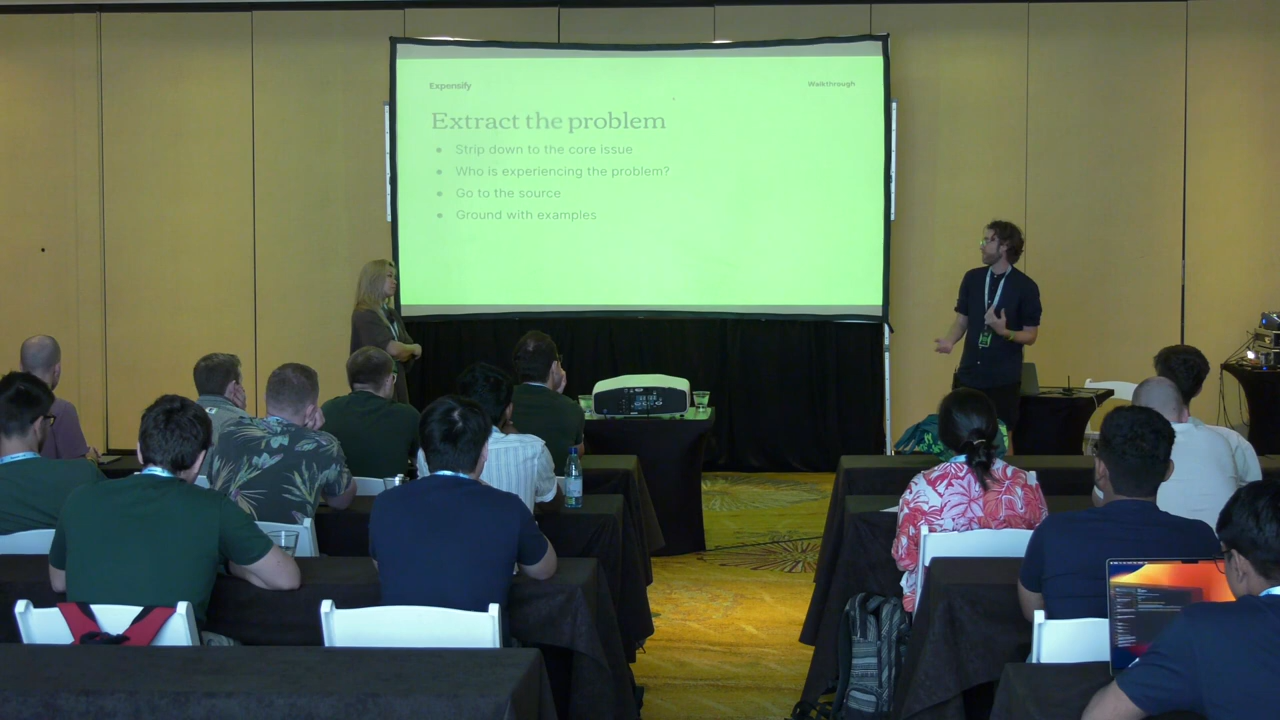 Expensify
Walkthrough
Extract the problem
Strip down to the core issue
Who is experiencing the problem?
Go to the source
Ground with examples